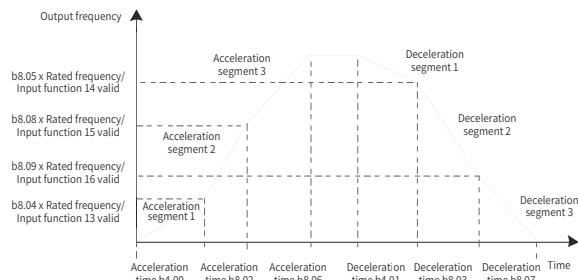 Output frequency
Acceleration
segment 3
Deceleration
segment 1
b8.05 x Rated frequency/
Input function 14 valid
b8.08 x Rated frequency/
Input function 15 valid
Acceleration
segment 2
Deceleration
segment 2
b8.09 x Rated frequency/
Input function 16 valid
b8.04 x Rated frequency/
Input function 13 valid
Acceleration
segment 1
Deceleration
segment 3
Time
Acceleration
time b4.00
Acceleration
time b8.02
Acceleration
time b8.06
Deceleration
time b4.01
Deceleration
time b8.03
Deceleration
time b8.07